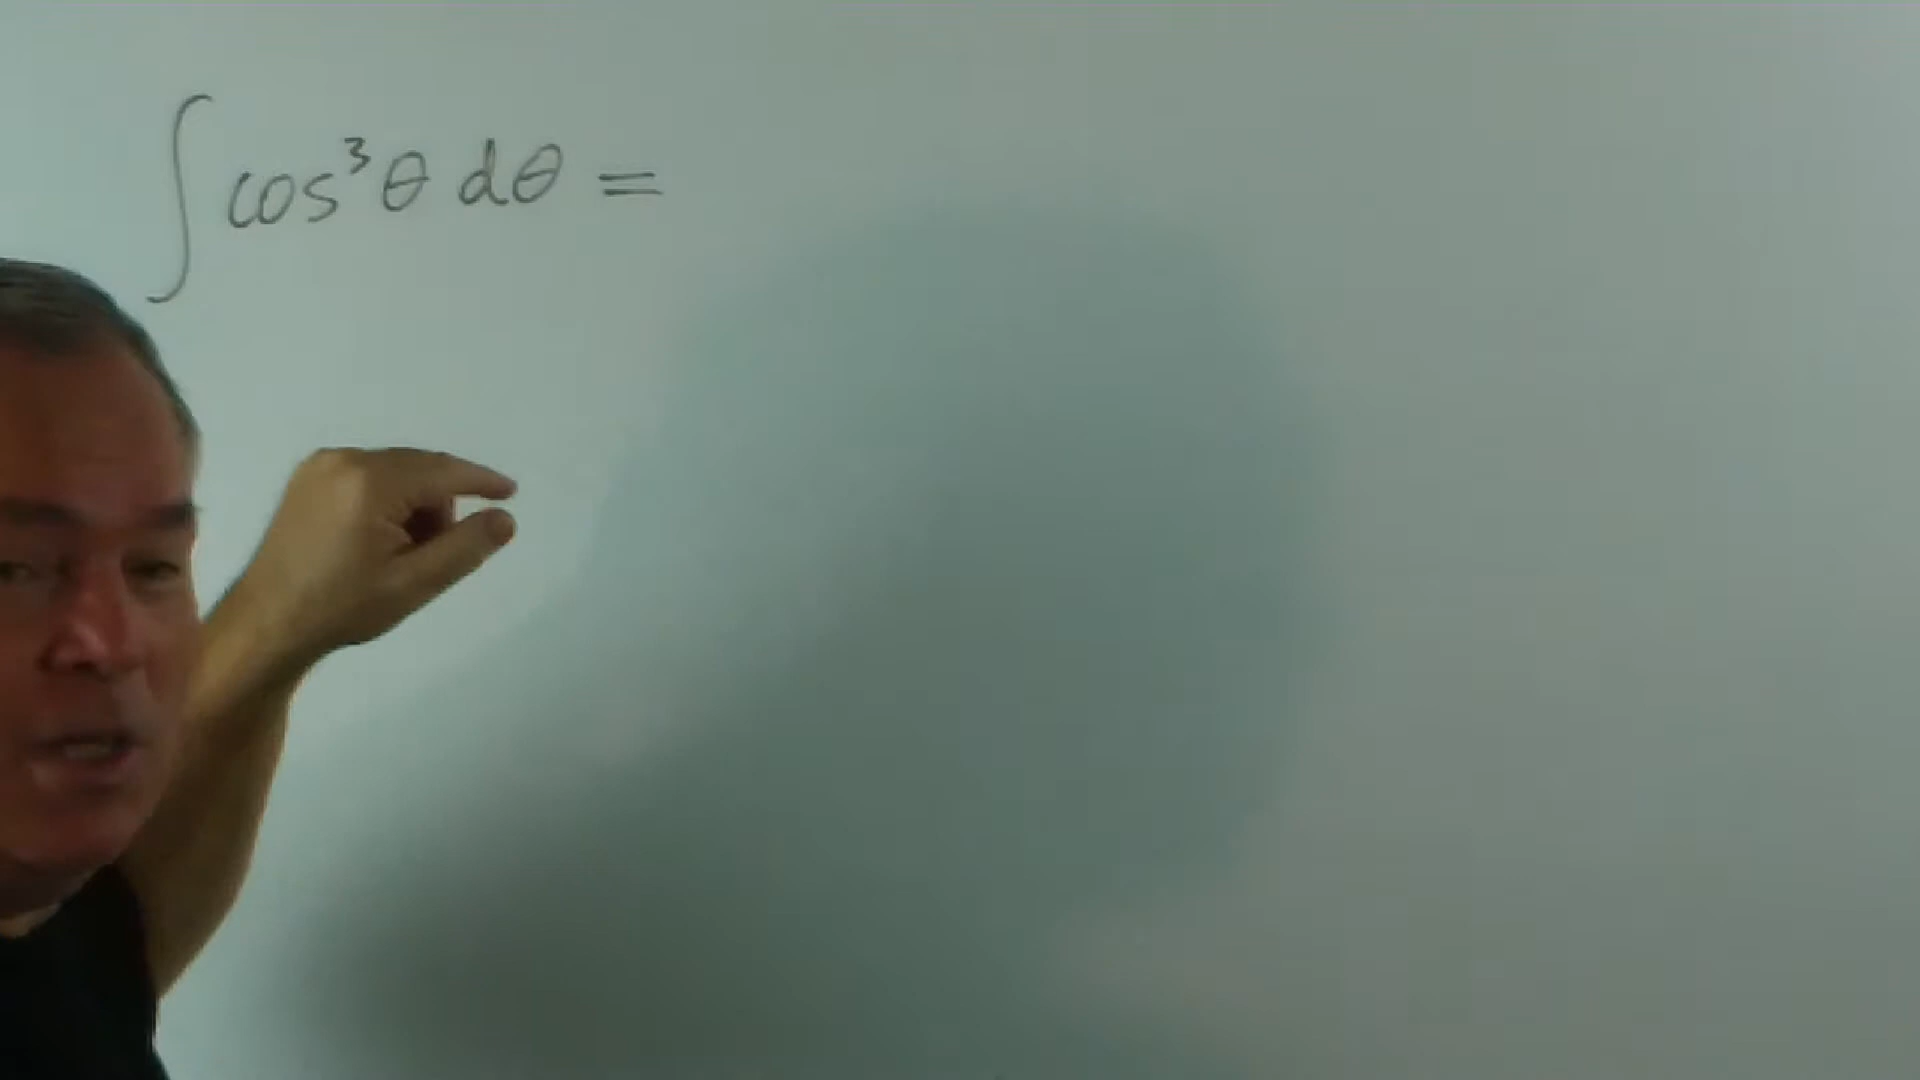 ∫ cos³θ dθ =